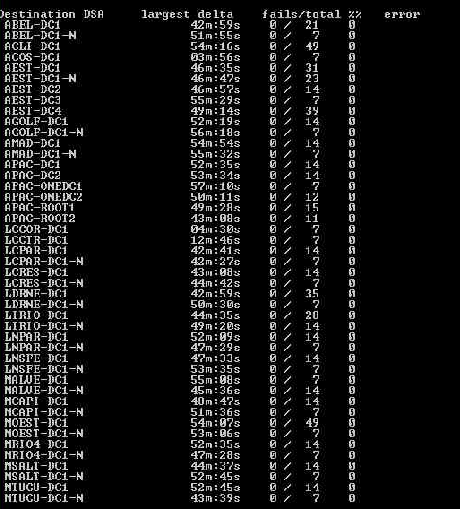 Destination DSA largest delta fails/total %% error
ABEL-DC1 42m:59s 0 / 21 0
ABEL-DC1-N 51m:55s 0 / 7 0
ACLI-DC1 54m:16s 0 / 49 0
ACOS-DC1 03m:56s 0 / 7 0
AEST-DC1 46m:35s 0 / 31 0
AEST-DC1-N 46m:47s 0 / 23 0
AEST-DC2 46m:57s 0 / 14 0
AEST-DC3 55m:29s 0 / 7 0
AEST-DC4 49m:14s 0 / 39 0
AGOLF-DC1 52m:19s 0 / 14 0
AGOLF-DC1-N 56m:18s 0 / 7 0
AMAD-DC1 54m:54s 0 / 14 0
AMAD-DC1-N 55m:32s 0 / 7 0
APAC-DC1 52m:35s 0 / 14 0
APAC-DC2 53m:34s 0 / 14 0
APAC-ONEDC1 57m:10s 0 / 7 0
APAC-ONEDC2 50m:11s 0 / 12 0
APAC-ROOT1 49m:28s 0 / 15 0
APAC-ROOT2 43m:08s 0 / 11 0
LCCOR-DC1 04m:30s 0 / 7 0
LCCTR-DC1 12m:46s 0 / 7 0
LCPAR-DC1 42m:41s 0 / 14 0
LCPAR-DC1-N 42m:27s 0 / 7 0
LCRES-DC1 43m:08s 0 / 14 0
LCRES-DC1-N 44m:42s 0 / 7 0
LDRNE-DC1 42m:59s 0 / 35 0
LDRNE-DC1-N 50m:30s 0 / 7 0
LIRIO-DC1 44m:35s 0 / 28 0
LIRIO-DC1-N 49m:20s 0 / 14 0
LNPAR-DC1 52m:09s 0 / 14 0
LNPAR-DC1-N 47m:29s 0 / 7 0
LNSFE-DC1 47m:33s 0 / 14 0
LNSFE-DC1-N 53m:35s 0 / 7 0
MALVE-DC1 55m:08s 0 / 7 0
MALVE-DC1-N 45m:36s 0 / 14 0
MCAPI-DC1 48m:47s 0 / 14 0
MCAPI-DC1-N 51m:36s 0 / 7 0
MOEST-DC1 54m:07s 0 / 49 0
MOEST-DC1-N 53m:06s 0 / 7 0
MRIO4-DC1 52m:35s 0 / 14 0
MRIO4-DC1-N 47m:28s 0 / 7 0
MSALT-DC1 44m:37s 0 / 14 0
MSALT-DC1-N 52m:45s 0 / 7 0
MTUCU-DC1 52m:45s 0 / 14 0
MTUCU-DC1-N 43m:39s 0 / 7 0